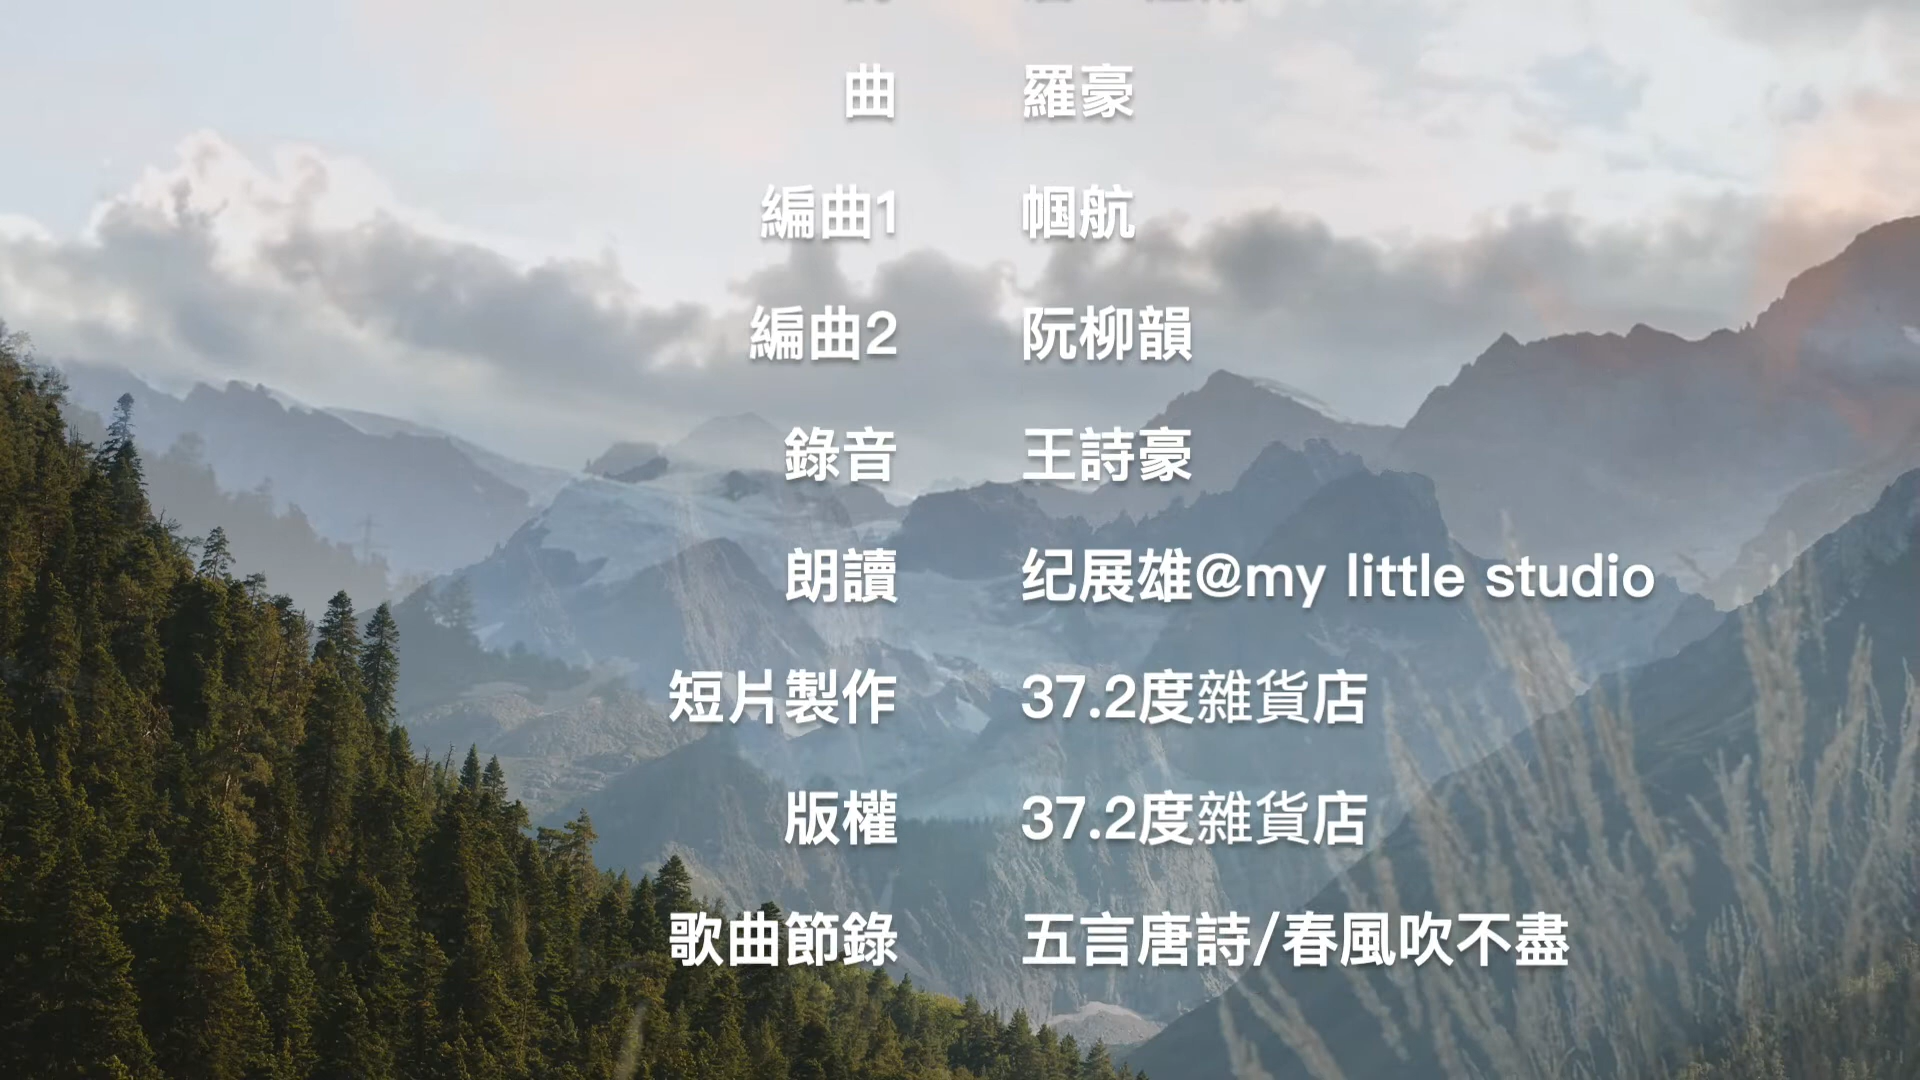 曲 羅豪
編曲1 帼航
編曲2 阮柳韻
錄音 王詩豪
朗讀 纪展雄@my little studio
短片製作 37.2度雜貨店
版權 37.2度雜貨店
歌曲節錄 五言唐詩/春風吹不盡